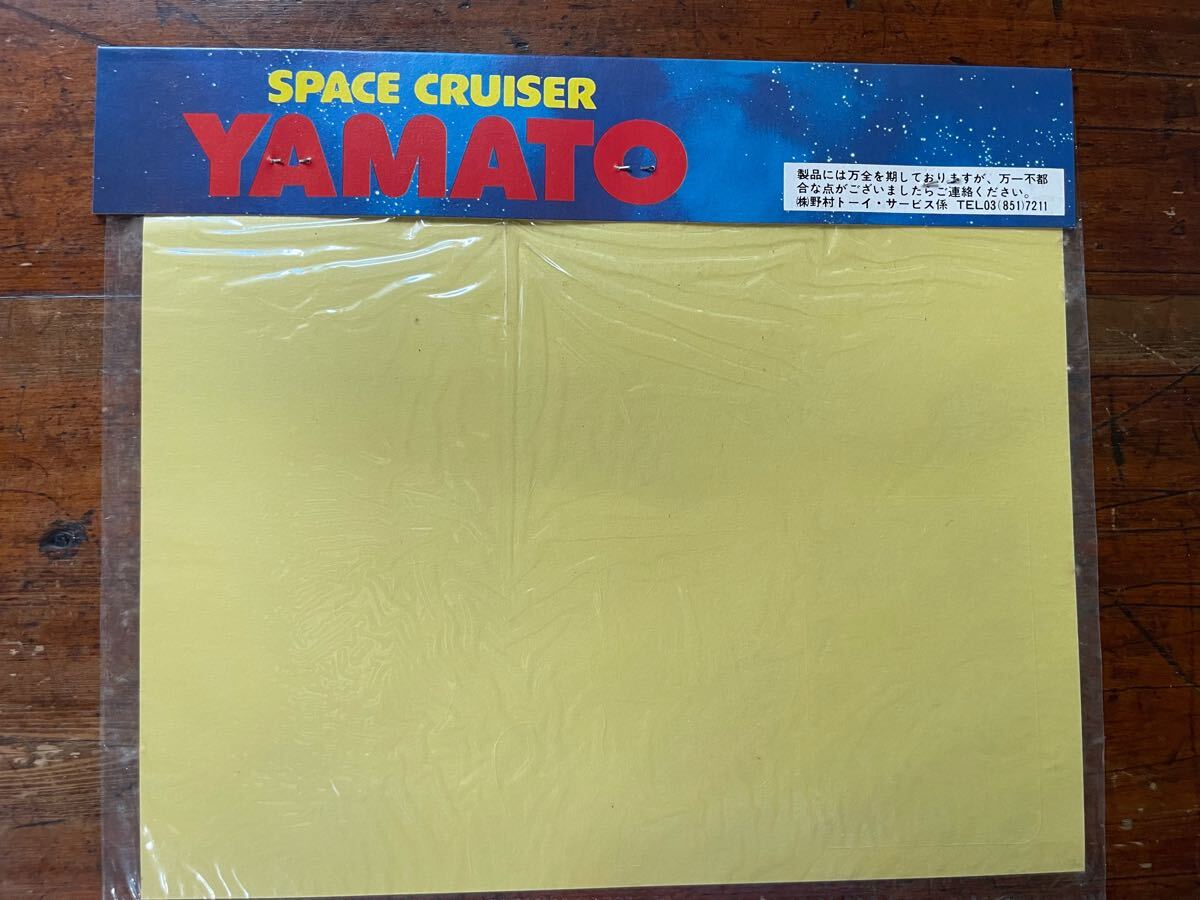 SPACE CRUISER
YAMATO
製品には万全を期しておりますが、万一不都
合な点がございましたらご連絡ください。
㈱野村トーイ・サービス係 TEL03(851)7211